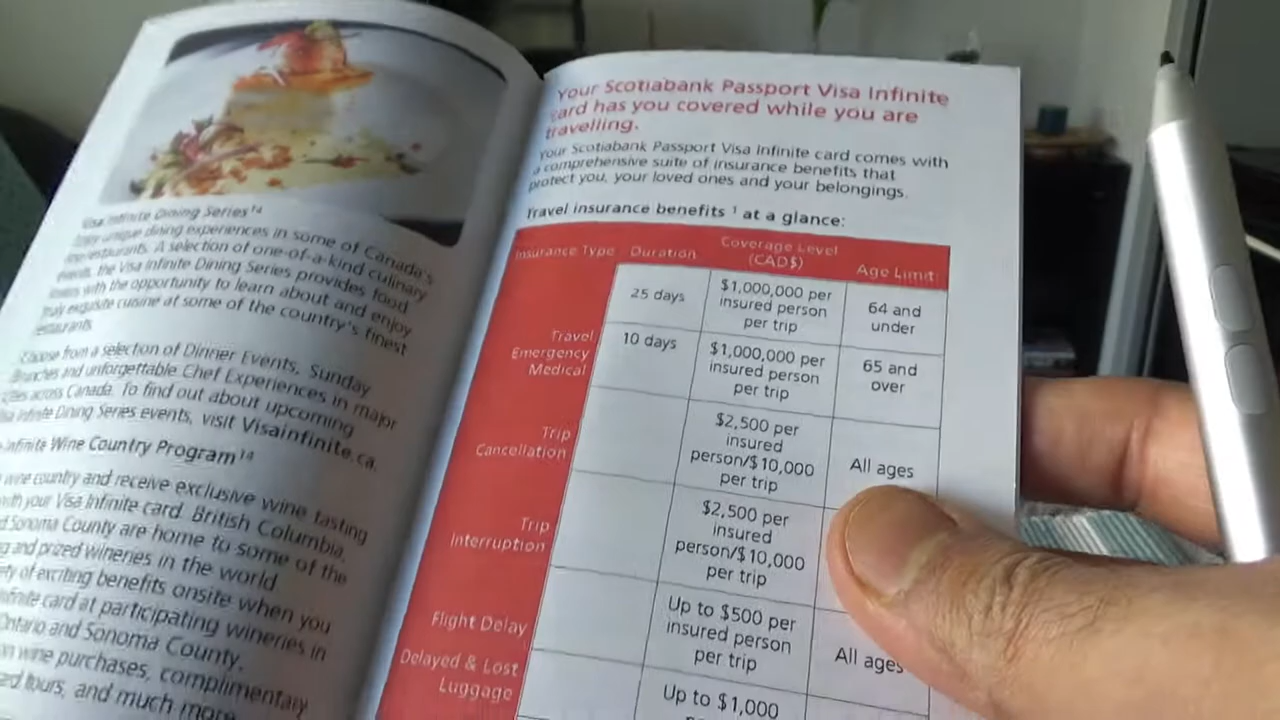 Visa Infinite Dining Series¹⁴
Enjoy unique dining experiences in some of Canada's
restaurants. A selection of one-of-a-kind culinary
events, the Visa Infinite Dining Series provides food
with the opportunity to learn about and enjoy
truly exquisite cuisine at some of the country's finest
restaurants.
Choose from a selection of Dinner Events, Sunday
Brunches and unforgettable Chef Experiences in major
cities across Canada. To find out about upcoming
Visa Infinite Dining Series events, visit Visainfinite.ca.
Infinite Wine Country Program¹⁴
wine country and receive exclusive wine tasting
with your Visa Infinite card. British Columbia,
Sonoma County are home to some of the
and prized wineries in the world
of exciting benefits onsite when you
Infinite card at participating wineries in
Ontario and Sonoma County.
on wine purchases, complimentary
tours, and much more
Your Scotiabank Passport Visa Infinite
card has you covered while you are
travelling.
Your Scotiabank Passport Visa Infinite card comes with
a comprehensive suite of insurance benefits that
protect you, your loved ones and your belongings.
Travel insurance benefits ¹ at a glance:
Insurance Type Duration Coverage Level
(CAD$) Age Limit
Travel
Emergency
Medical
25 days
$1,000,000 per
insured person
per trip
64 and
under
10 days
$1,000,000 per
insured person
per trip
65 and
over
Trip
Cancellation
$2,500 per
insured
person/$10,000
per trip
All ages
Trip
Interruption
$2,500 per
insured
person/$10,000
per trip
Flight Delay
Up to $500 per
insured person
per trip
All ages
Delayed & Lost
Luggage
Up to $1,000